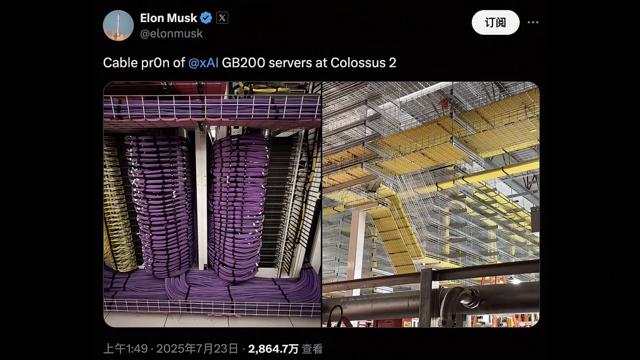 Elon Musk
@elonmusk
订阅
Cable pr0n of @xAI GB200 servers at Colossus 2
上午1:49 · 2025年7月23日 · 2,864.7万 查看